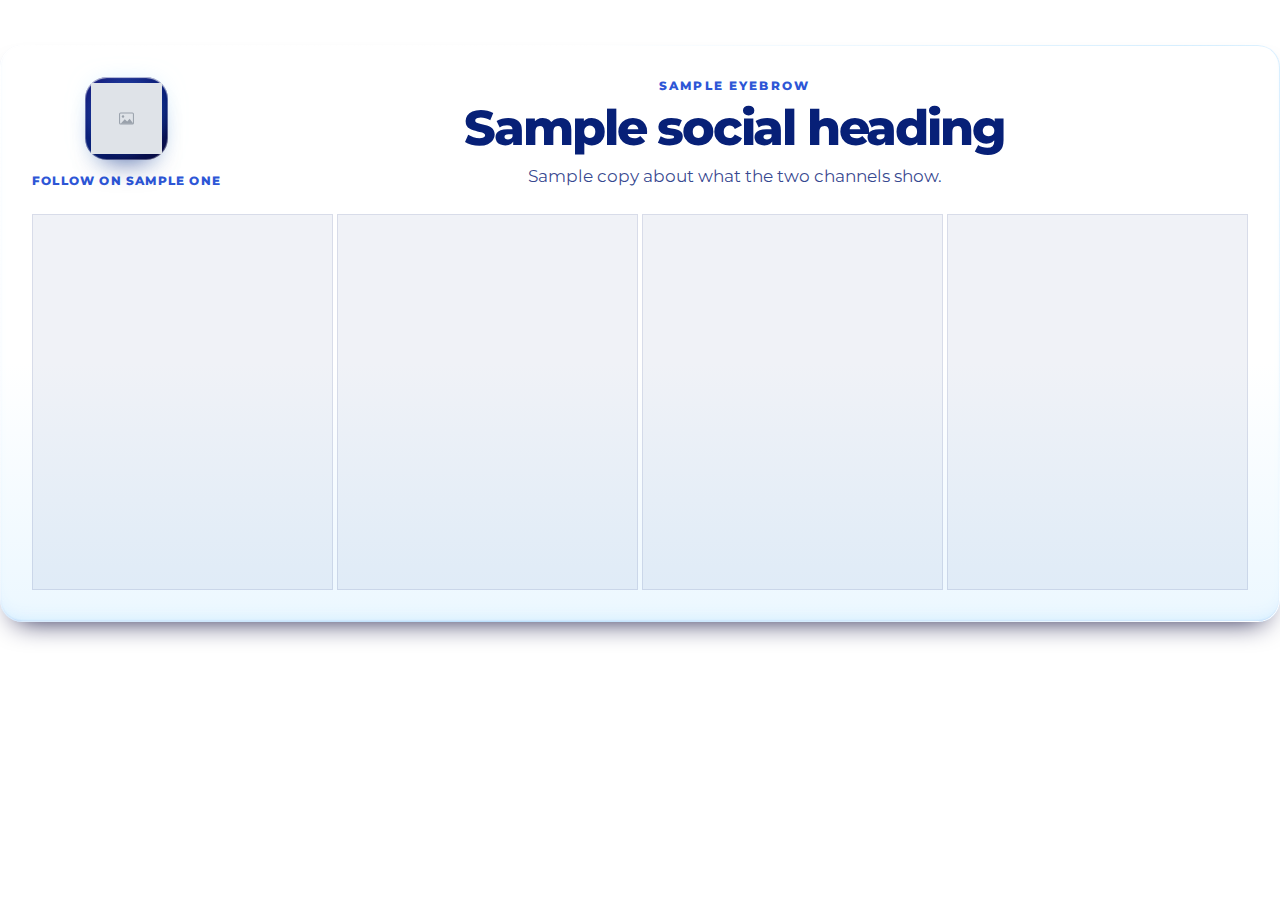 SAMPLE EYEBROW
Sample social heading
Sample copy about what the two channels show.
FOLLOW ON SAMPLE ONE